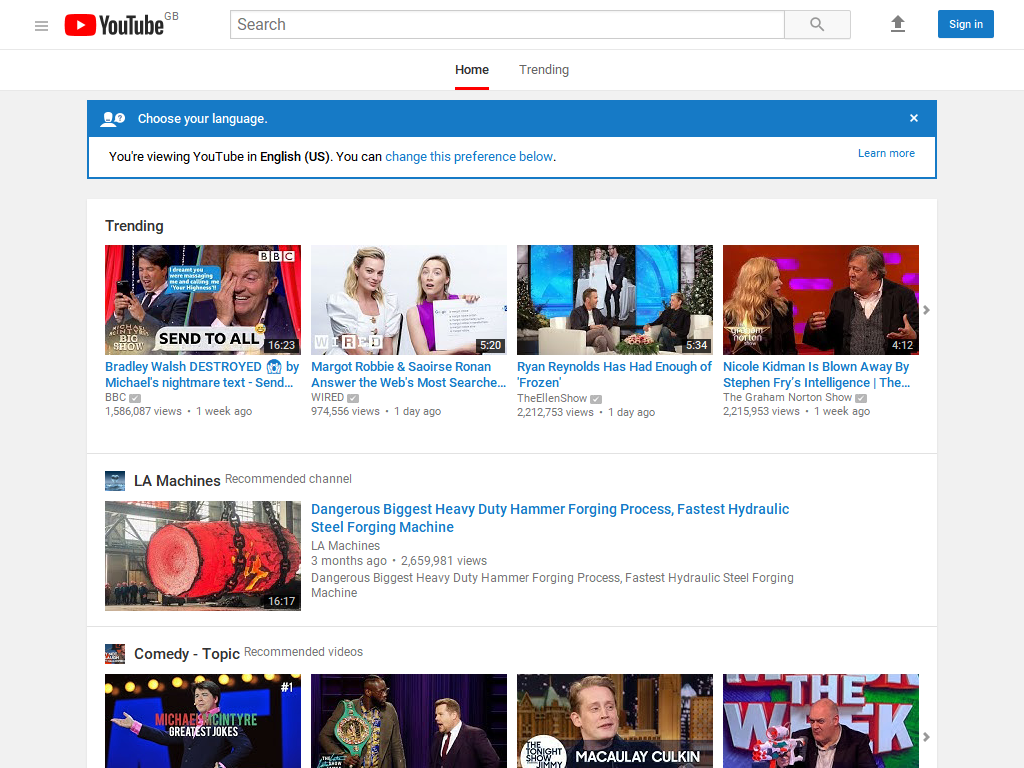 YouTube GB
Search
Sign in
Home
Trending
Choose your language.
×
You're viewing YouTube in English (US). You can change this preference below.
Learn more
Trending
BBC
I dreamt you
were massaging
me and calling me
'Your Highness'!!
MICHAEL
McINTYRE'S
BIG
SHOW
SEND TO ALL
16:23
Bradley Walsh DESTROYED 😱 by
Michael's nightmare text - Send...
BBC
1,586,087 views • 1 week ago
WIRED
5:20
Margot Robbie & Saoirse Ronan
Answer the Web's Most Searche...
WIRED
974,556 views • 1 day ago
5:34
Ryan Reynolds Has Had Enough of
'Frozen'
TheEllenShow
2,212,753 views • 1 day ago
the
graham
norton
show
4:12
Nicole Kidman Is Blown Away By
Stephen Fry's Intelligence | The...
The Graham Norton Show
2,215,953 views • 1 week ago
LA Machines Recommended channel
16:17
Dangerous Biggest Heavy Duty Hammer Forging Process, Fastest Hydraulic
Steel Forging Machine
LA Machines
3 months ago • 2,659,981 views
Dangerous Biggest Heavy Duty Hammer Forging Process, Fastest Hydraulic Steel Forging
Machine
Comedy - Topic Recommended videos
#1
MICHAEL McINTYRE
GREATEST JOKES
THE
LATE LATE
THE
TONIGHT
SHOW
JIMMY
MACAULAY CULKIN
MOCK
THE
WEEK